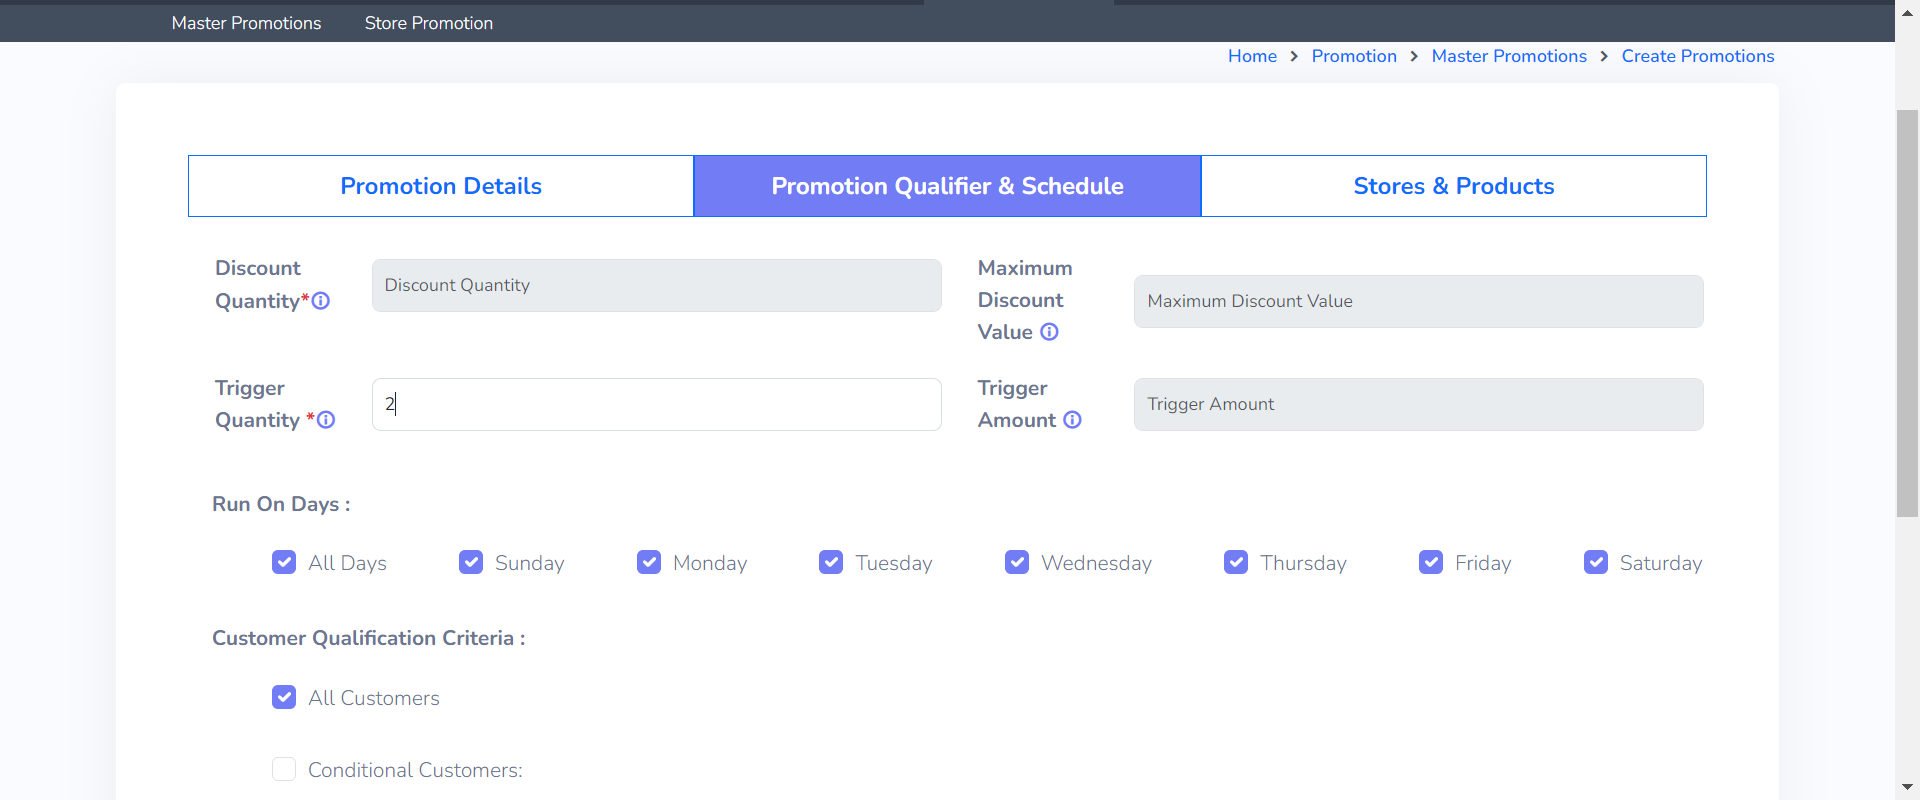 Master Promotions Store Promotion
Home > Promotion > Master Promotions > Create Promotions
Promotion Details Promotion Qualifier & Schedule Stores & Products
Discount
Quantity*
Discount Quantity
Maximum
Discount
Value
Maximum Discount Value
Trigger
Quantity *
2
Trigger
Amount
Trigger Amount
Run On Days :
All Days Sunday Monday Tuesday Wednesday Thursday Friday Saturday
Customer Qualification Criteria :
All Customers
Conditional Customers: